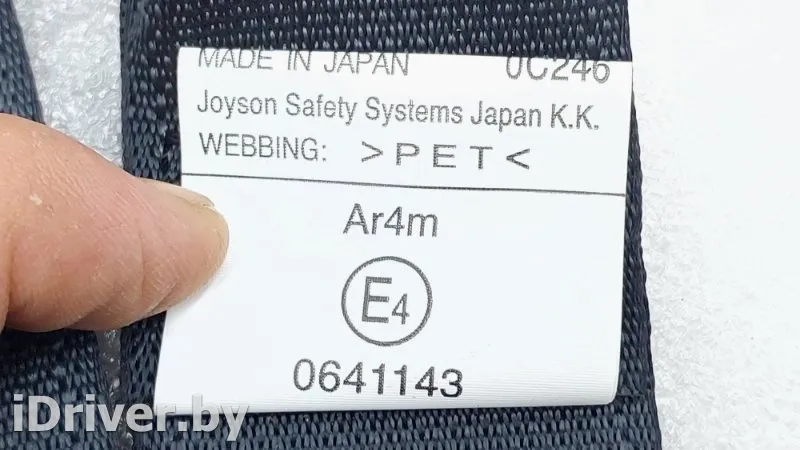 MADE IN JAPAN 0C246
Joyson Safety Systems Japan K.K.
WEBBING: >PET<
Ar4m
E4
0641143
iDriver.by